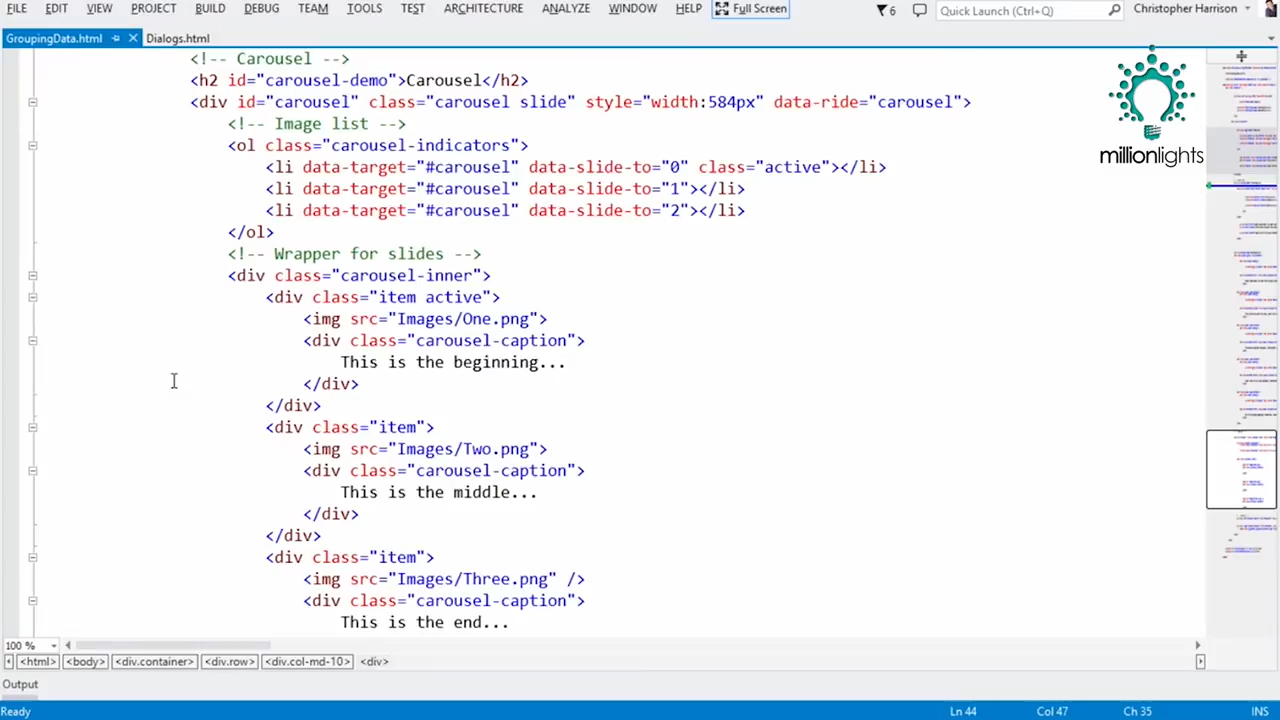 FILE EDIT VIEW PROJECT BUILD DEBUG TEAM TOOLS TEST ARCHITECTURE ANALYZE WINDOW HELP Full Screen 6 Quick Launch (Ctrl+Q) Christopher Harrison
GroupingData.html Dialogs.html
<!-- Carousel -->
<h2 id="carousel-demo">Carousel</h2>
<div id="carousel" class="carousel slide" style="width:584px" data-ride="carousel">
<!-- Image list -->
<ol class="carousel-indicators">
<li data-target="#carousel" data-slide-to="0" class="active"></li>
<li data-target="#carousel" data-slide-to="1"></li>
<li data-target="#carousel" data-slide-to="2"></li>
</ol>
<!-- Wrapper for slides -->
<div class="carousel-inner">
<div class="item active">
<img src="Images/One.png">
<div class="carousel-caption">
This is the beginning...
</div>
</div>
<div class="item">
<img src="Images/Two.png">
<div class="carousel-caption">
This is the middle...
</div>
</div>
<div class="item">
<img src="Images/Three.png" />
<div class="carousel-caption">
This is the end...
millionlights
100 %
<html> <body> <div.container> <div.row> <div.col-md-10> <div>
Output
Ready Ln 44 Col 47 Ch 35 INS